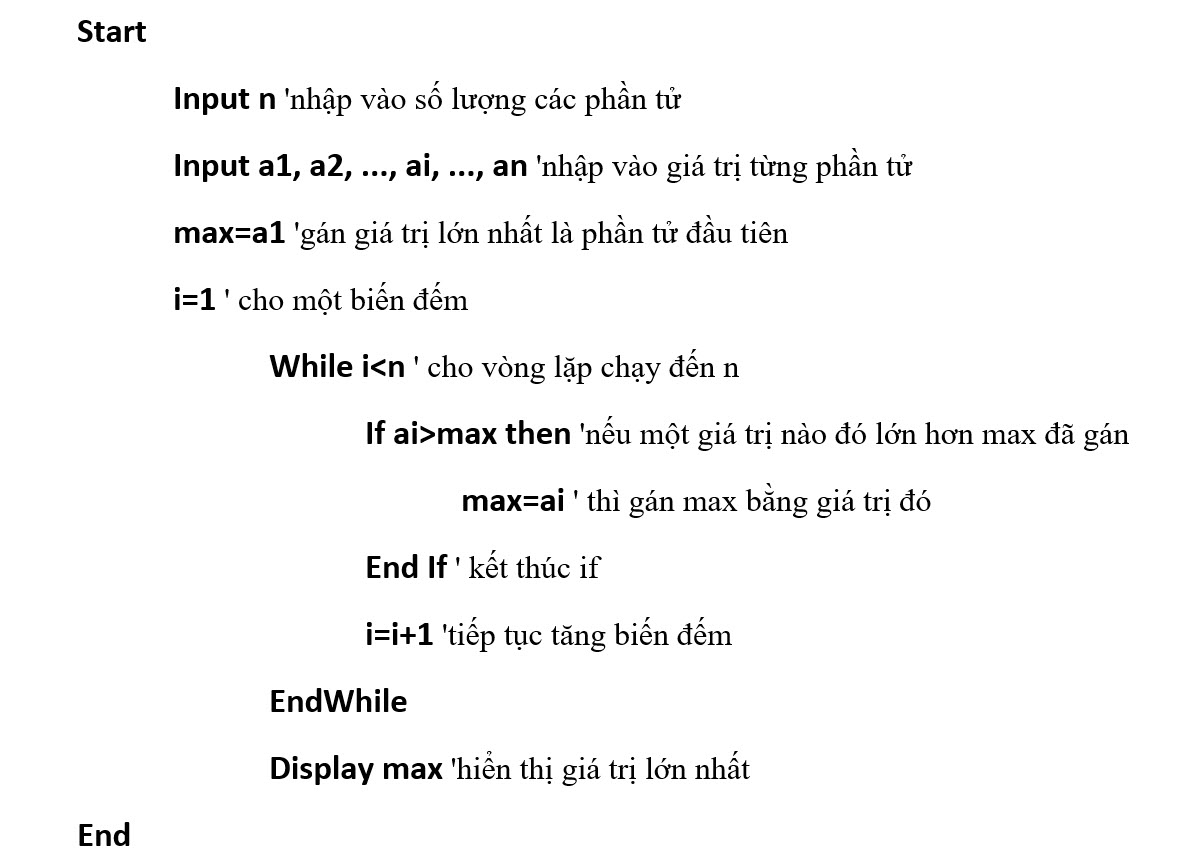 Start
Input n 'nhập vào số lượng các phần tử
Input a1, a2, ..., ai, ..., an 'nhập vào giá trị từng phần tử
max=a1 'gán giá trị lớn nhất là phần tử đầu tiên
i=1 ' cho một biến đếm
While i<n ' cho vòng lặp chạy đến n
If ai>max then 'nếu một giá trị nào đó lớn hơn max đã gán
max=ai ' thì gán max bằng giá trị đó
End If ' kết thúc if
i=i+1 'tiếp tục tăng biến đếm
EndWhile
Display max 'hiển thị giá trị lớn nhất
End